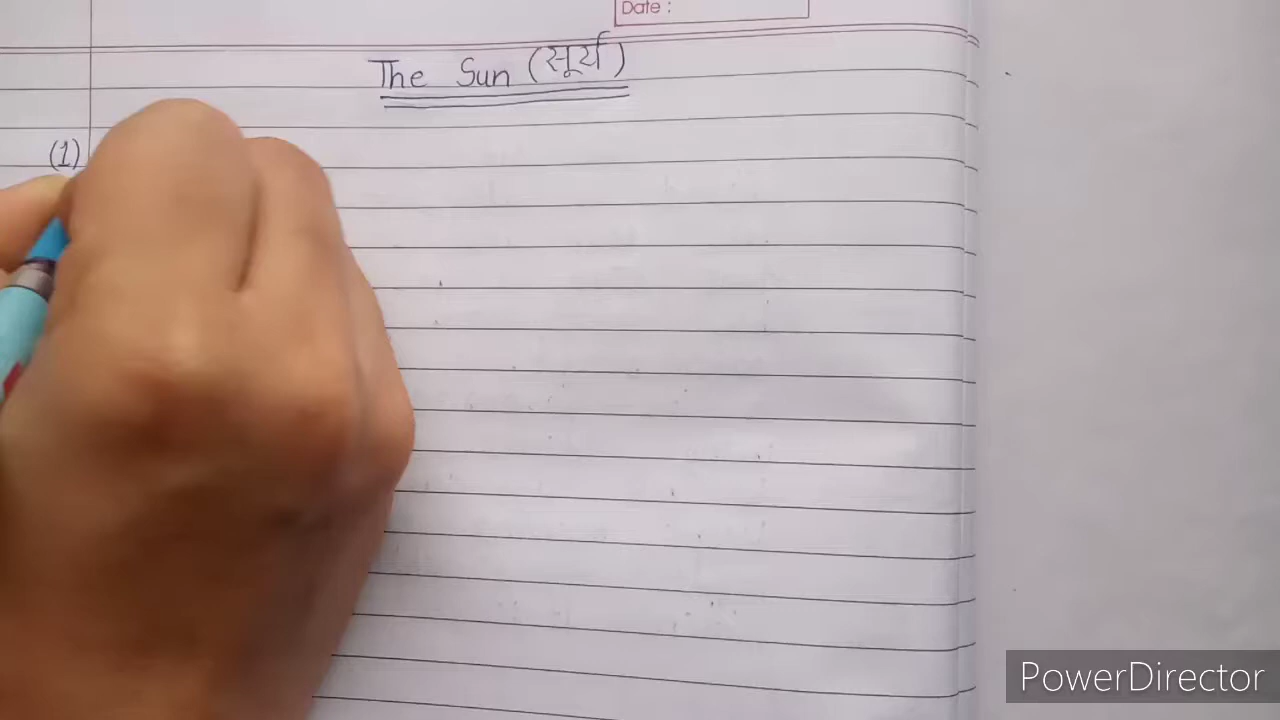 Date :
The Sun (सूर्य)
(1)
PowerDirector